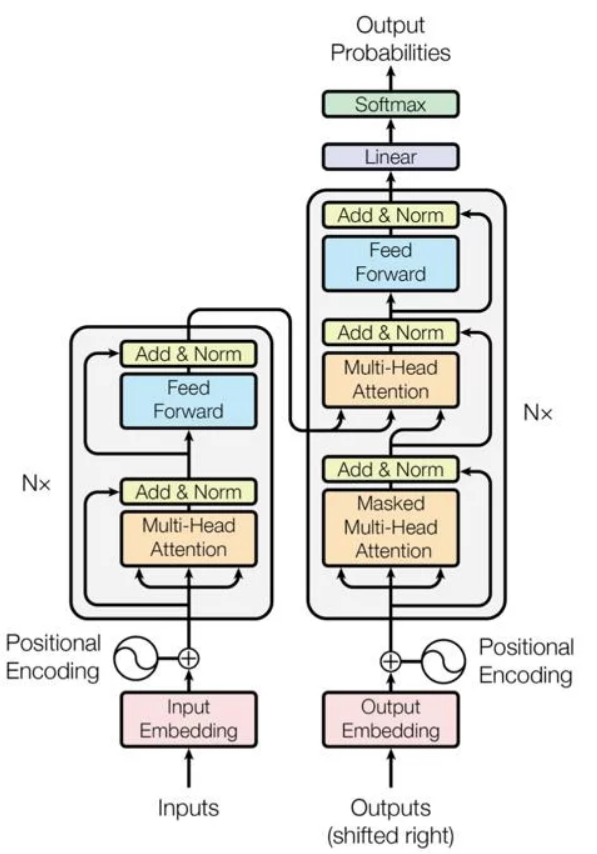 Output
Probabilities
Softmax
Linear
Add & Norm
Feed
Forward
Add & Norm
Multi-Head
Attention
Add & Norm
Masked
Multi-Head
Attention
N×
Add & Norm
Feed
Forward
Add & Norm
Multi-Head
Attention
N×
Positional
Encoding
Positional
Encoding
Input
Embedding
Output
Embedding
Inputs
Outputs
(shifted right)